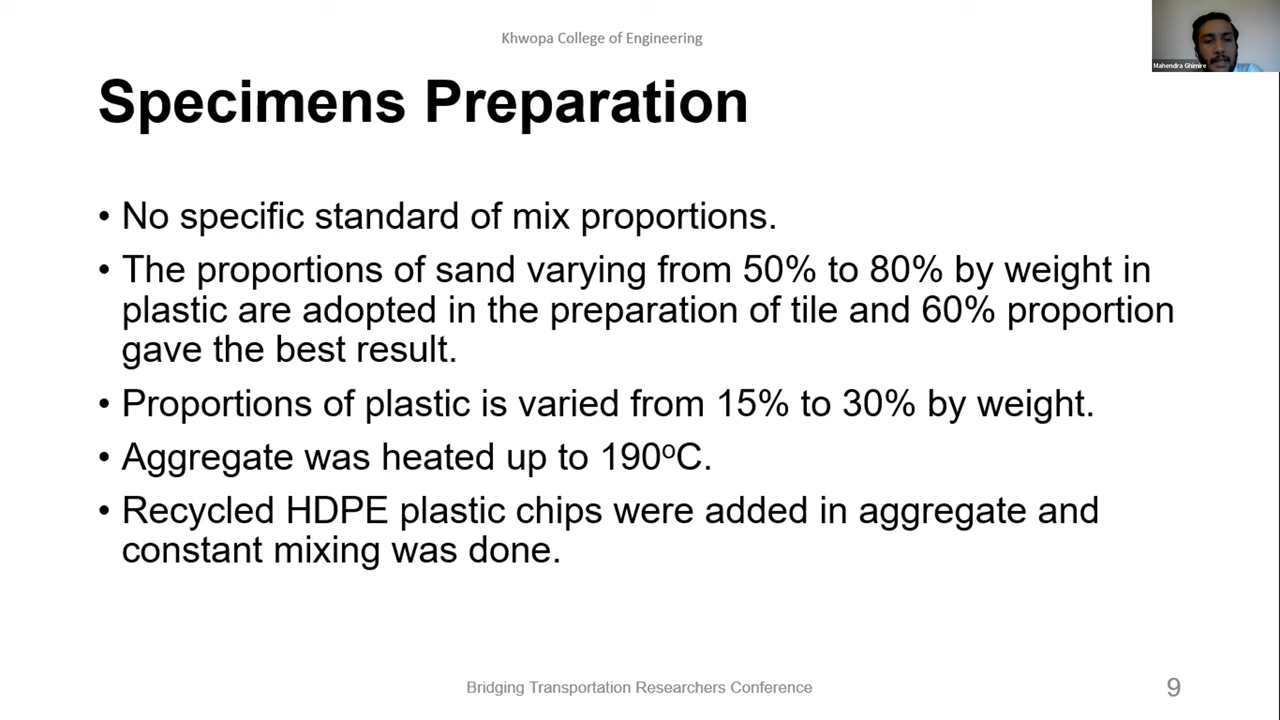 Khwopa College of Engineering
Mahendra Ghimire
Specimens Preparation
• No specific standard of mix proportions.
• The proportions of sand varying from 50% to 80% by weight in
plastic are adopted in the preparation of tile and 60% proportion
gave the best result.
• Proportions of plastic is varied from 15% to 30% by weight.
• Aggregate was heated up to 190ºC.
• Recycled HDPE plastic chips were added in aggregate and
constant mixing was done.
Bridging Transportation Researchers Conference
9